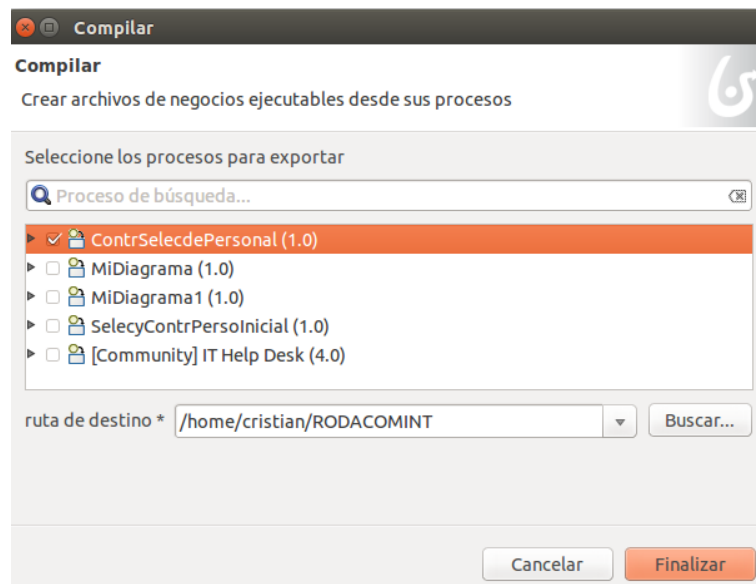 Compilar
Compilar
Crear archivos de negocios ejecutables desde sus procesos
Seleccione los procesos para exportar
Proceso de búsqueda...
ContrSelecdePersonal (1.0)
MiDiagrama (1.0)
MiDiagrama1 (1.0)
SelecyContrPersoInicial (1.0)
[Community] IT Help Desk (4.0)
ruta de destino * /home/cristian/RODACOMINT Buscar...
Cancelar Finalizar